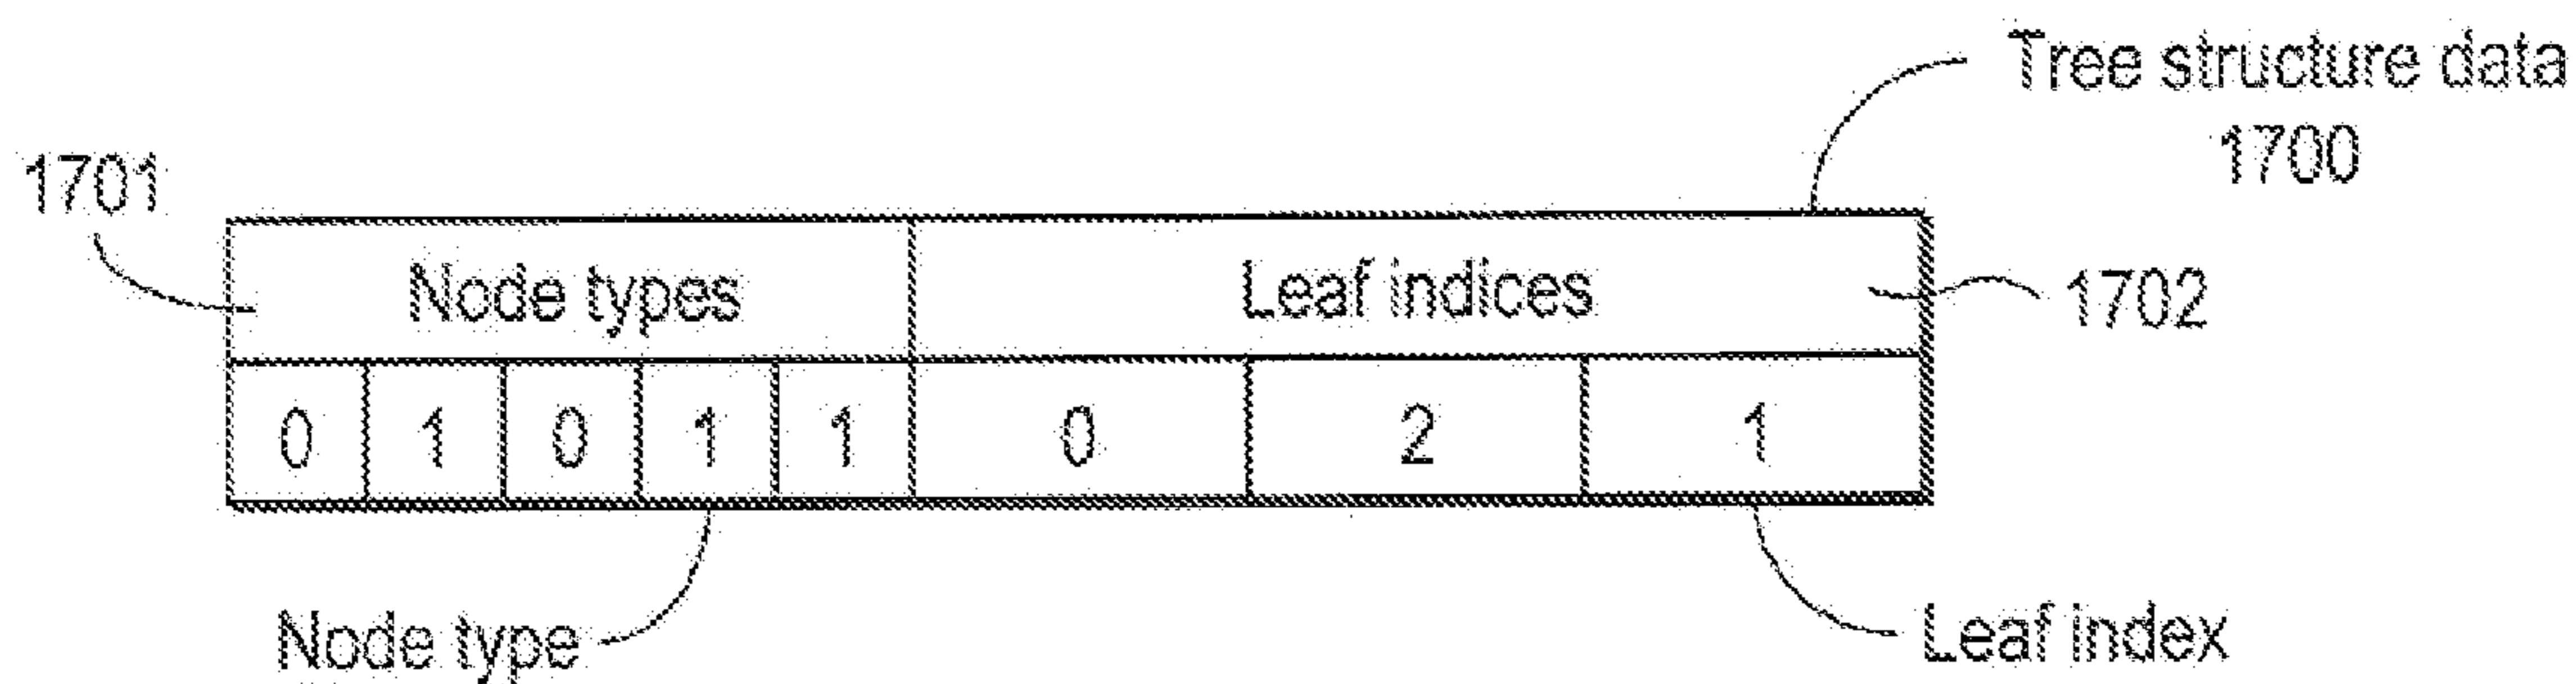 Tree structure data
1700
1701
Node types Leaf indices
1702
0 1 0 1 1 0 2 1
Node type
Leaf index